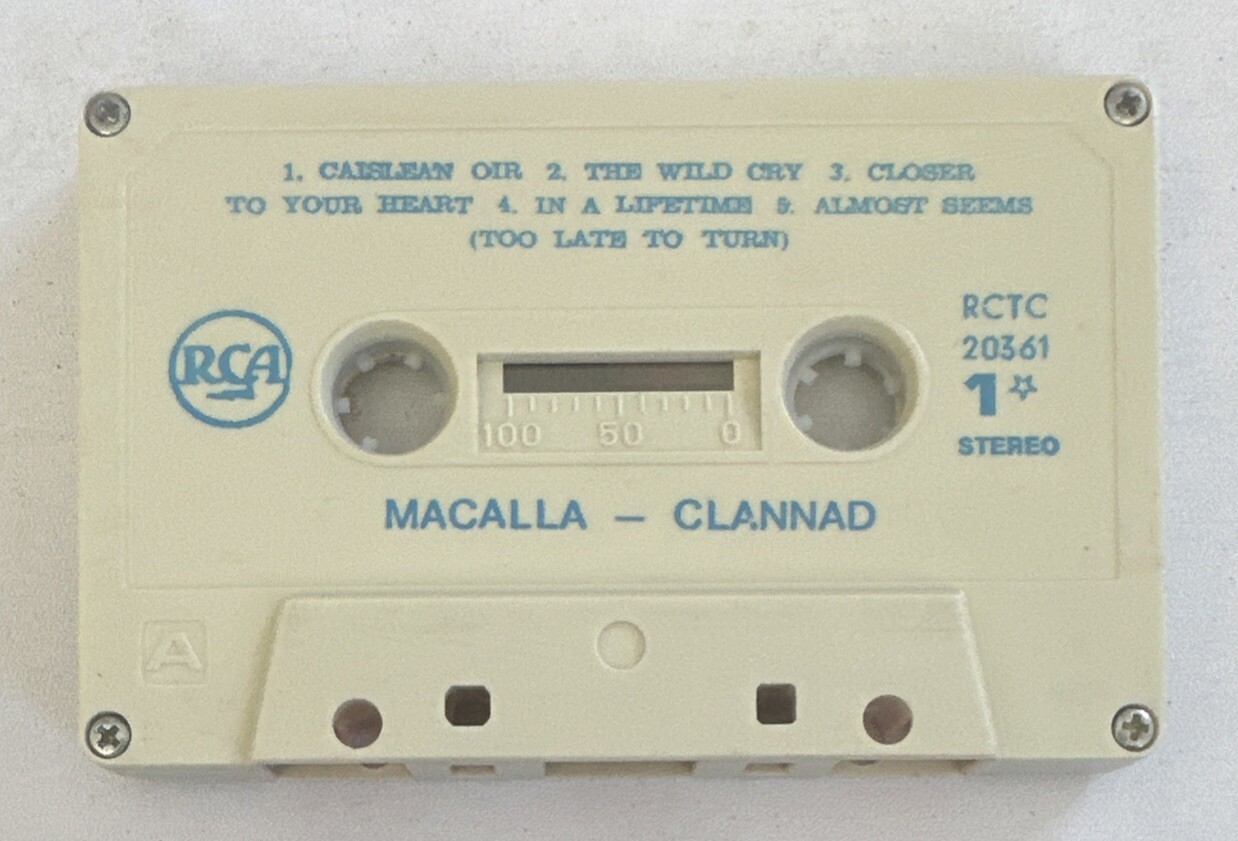 1. CAISLEAN OIR 2. THE WILD CRY 3. CLOSER
TO YOUR HEART 4. IN A LIFETIME 5. ALMOST SEEMS
(TOO LATE TO TURN)
RCA
RCTC
20361
1
STEREO
100 50 0
MACALLA – CLANNAD
A